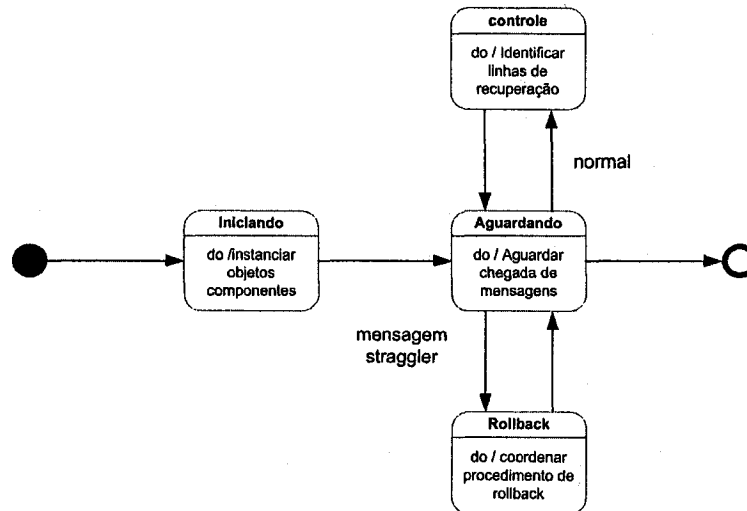 controle
do / Identificar
linhas de
recuperação
normal
Iniciando
do /instanciar
objetos
componentes
Aguardando
do / Aguardar
chegada de
mensagens
mensagem
straggler
Rollback
do / coordenar
procedimento de
rollback